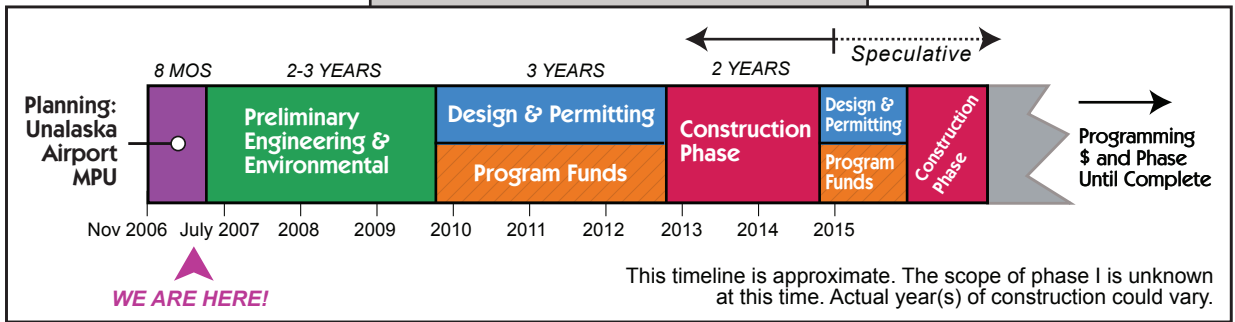 Speculative
8 MOS
2-3 YEARS
3 YEARS
2 YEARS
Planning:
Unalaska
Airport
MPU
Preliminary
Engineering &
Environmental
Design & Permitting
Program Funds
Construction
Phase
Design &
Permitting
Program
Funds
Construction
Phase
Programming
$ and Phase
Until Complete
Nov 2006
July 2007
2008
2009
2010
2011
2012
2013
2014
2015
WE ARE HERE!
This timeline is approximate. The scope of phase I is unknown
at this time. Actual year(s) of construction could vary.